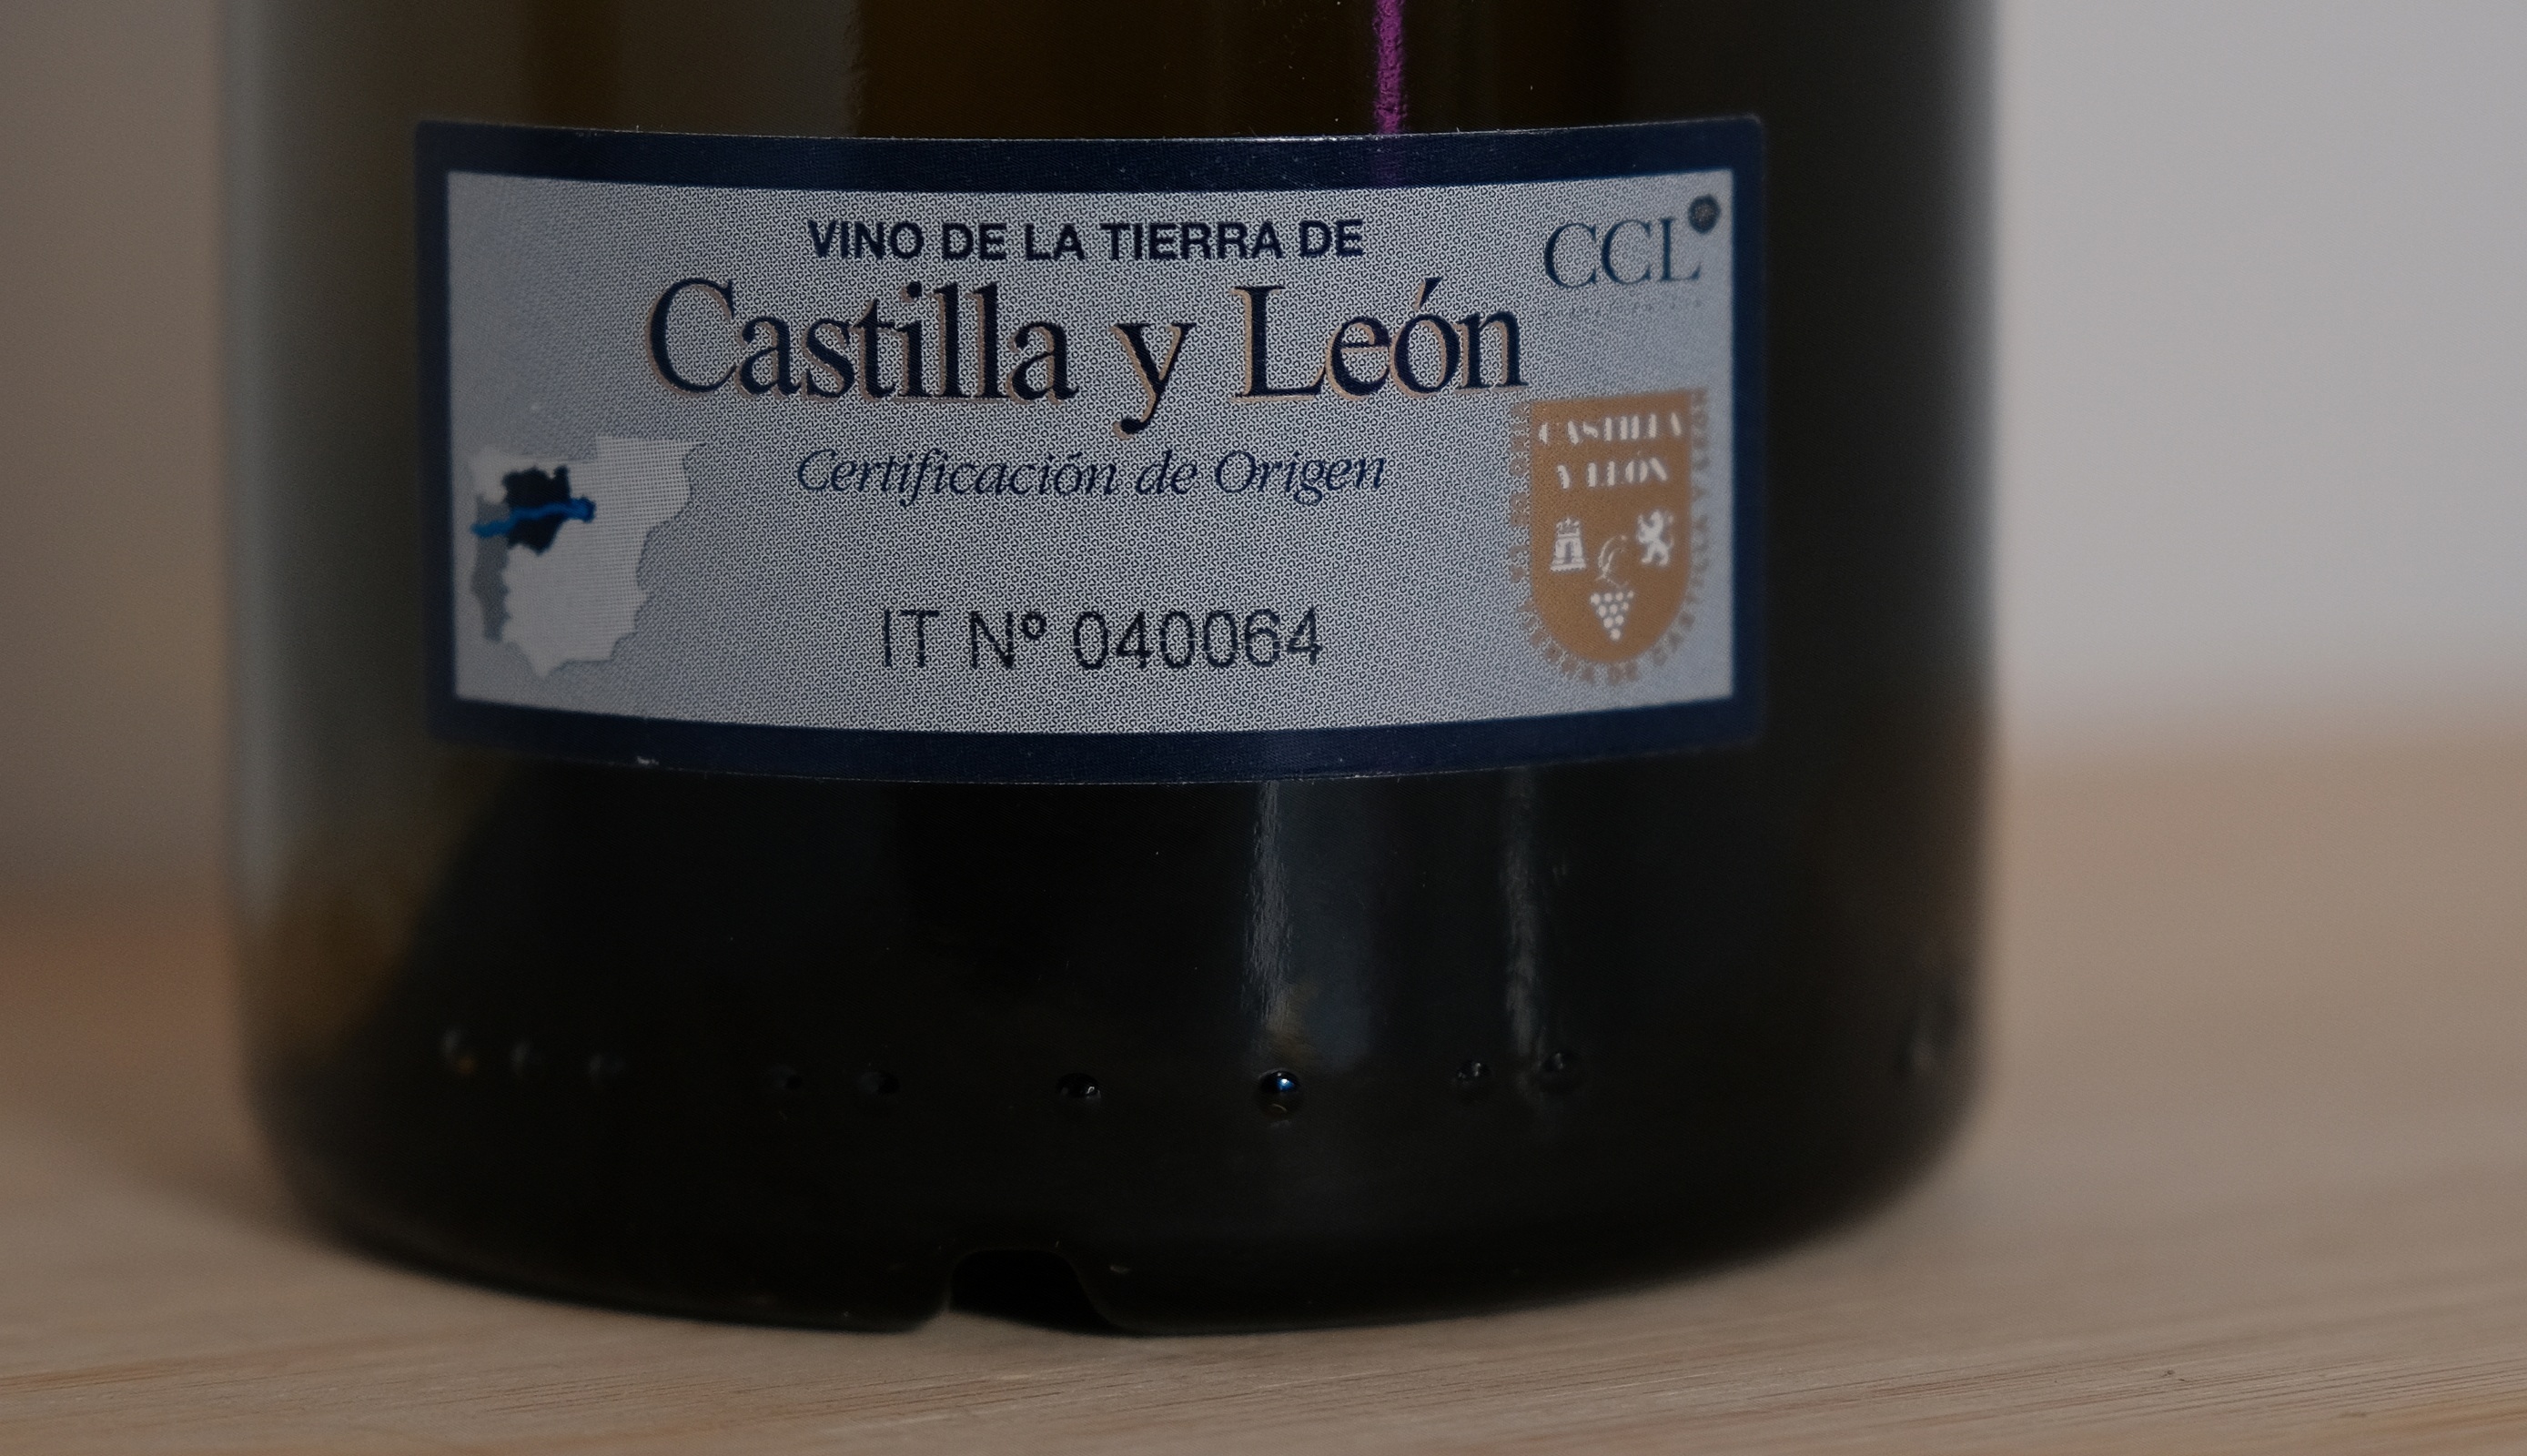 VINO DE LA TIERRA DE
CCL
Castilla y León
Certificación de Origen
CASTILLA
Y LEÓN
IT Nº 040064